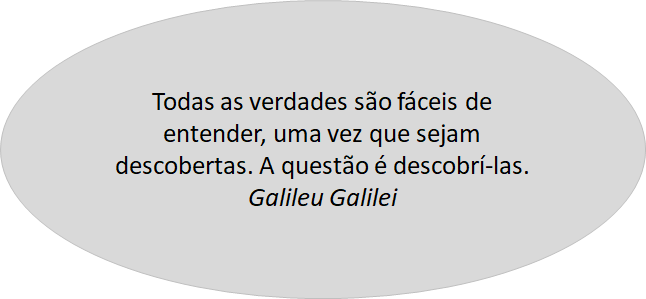 Todas as verdades são fáceis de
entender, uma vez que sejam
descobertas. A questão é descobrí-las.
Galileu Galilei